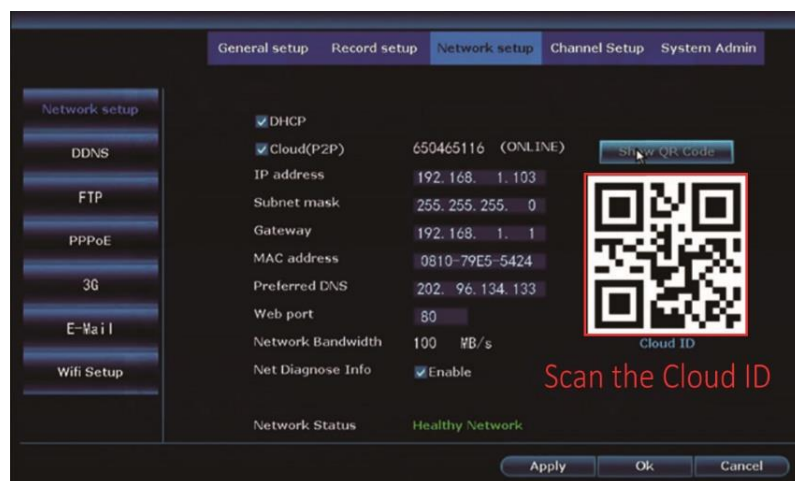 General setup Record setup Network setup Channel Setup System Admin
Network setup
DDNS
FTP
PPPoE
3G
E-Mail
Wifi Setup
DHCP
Cloud(P2P) 650465116 (ONLINE) Show QR Code
IP address 192.168. 1.103
Subnet mask 255.255.255. 0
Gateway 192.168. 1. 1
MAC address 0810-79E5-5424
Preferred DNS 202. 96.134.133
Web port 80
Network Bandwidth 100 MB/s
Cloud ID
Net Diagnose Info Enable
Scan the Cloud ID
Network Status Healthy Network
Apply Ok Cancel